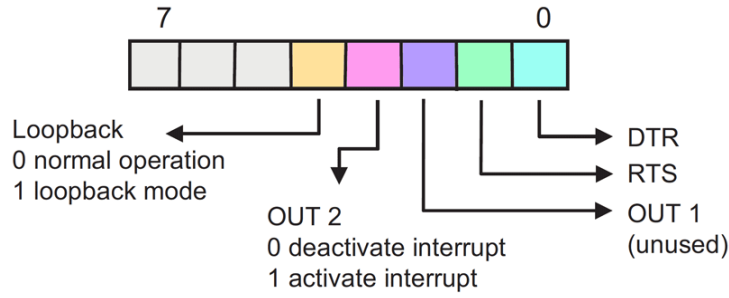 7 0
Loopback
0 normal operation
1 loopback mode
OUT 2
0 deactivate interrupt
1 activate interrupt
DTR
RTS
OUT 1
(unused)